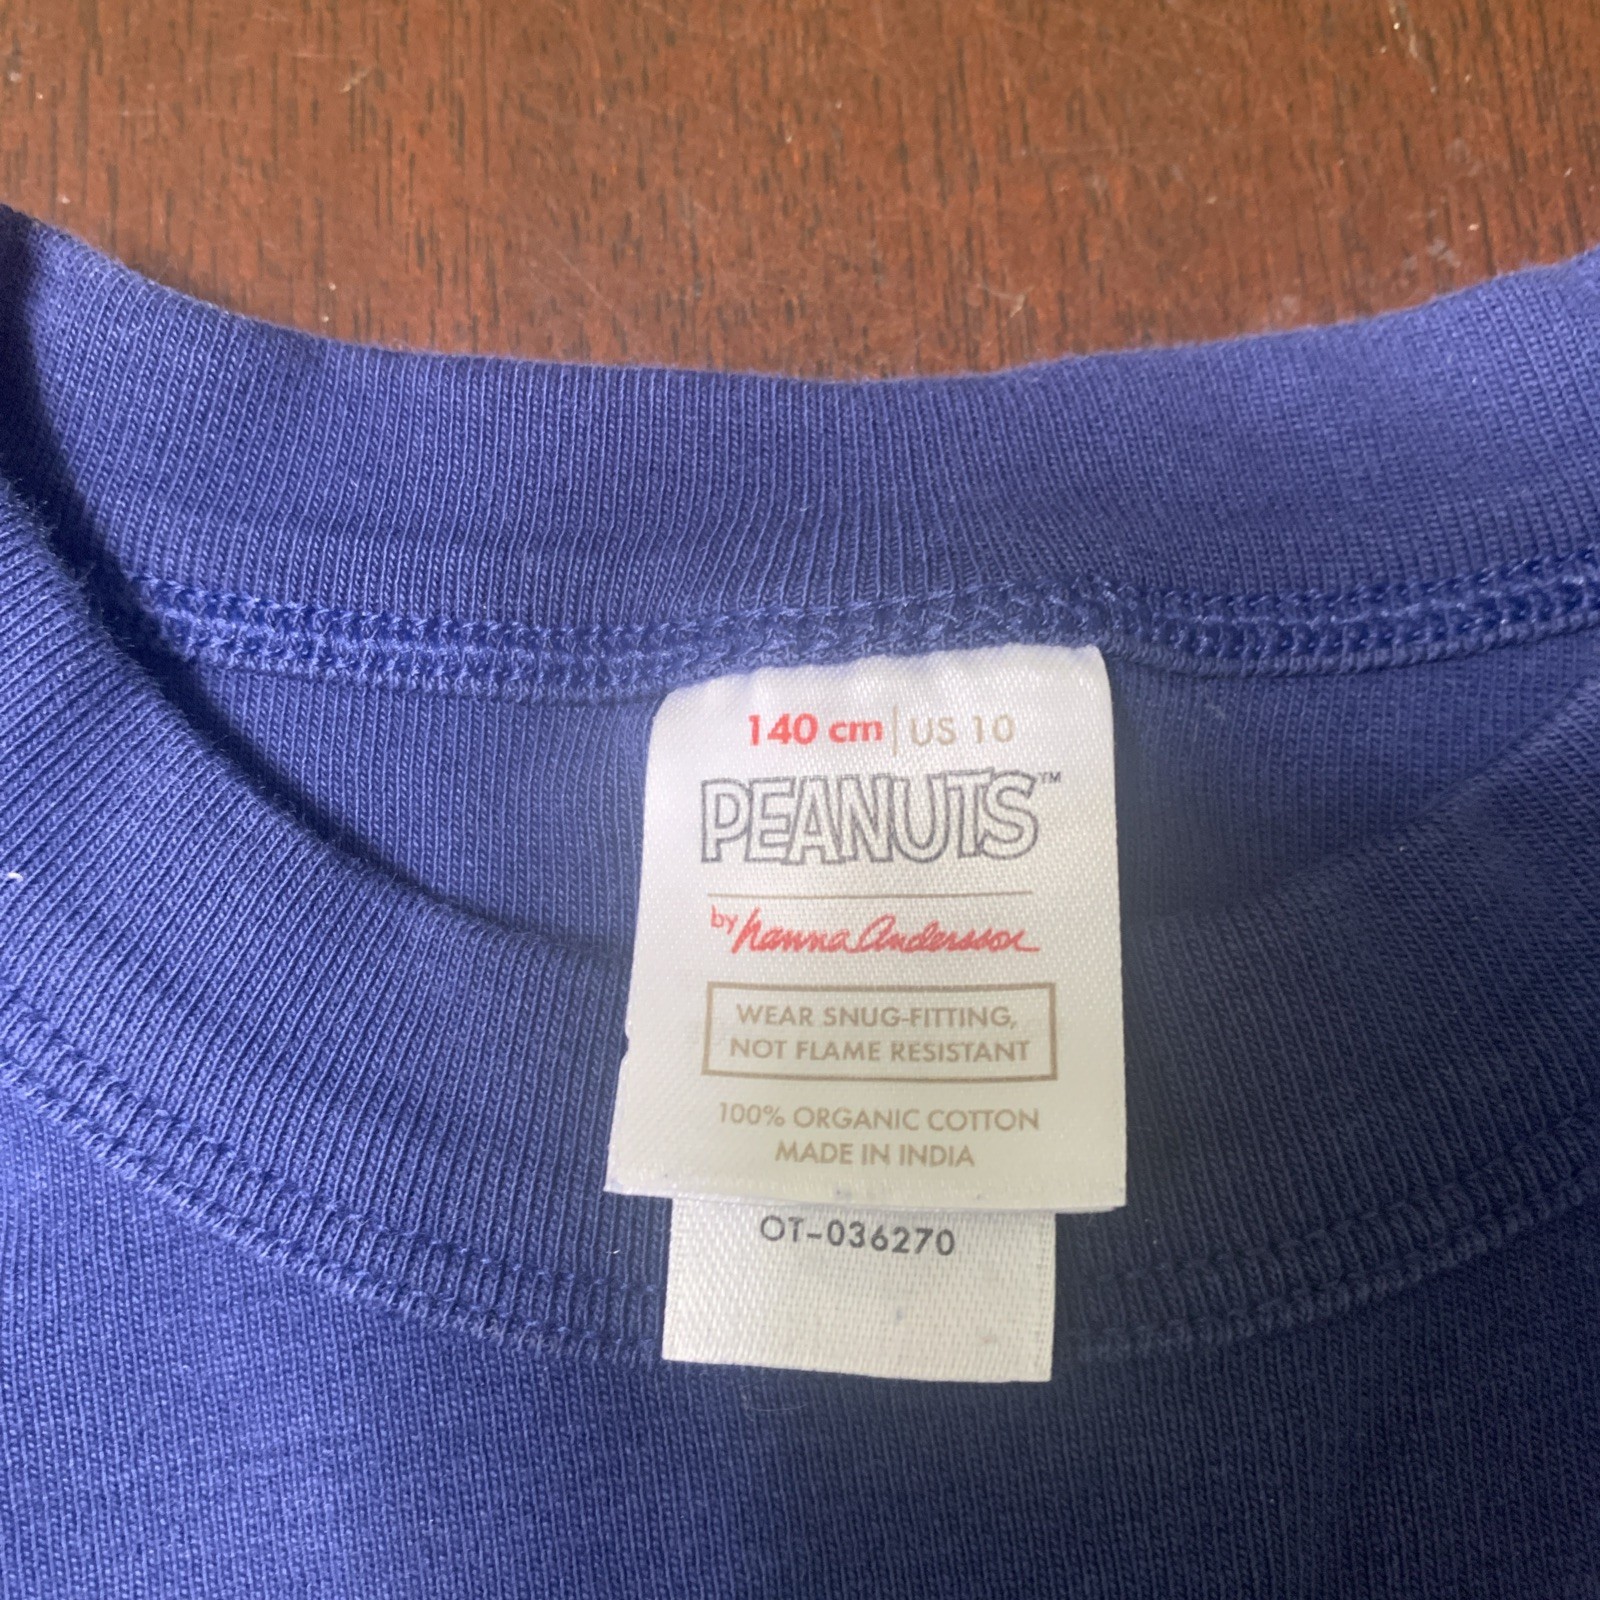 140 cm | US 10
PEANUTS™
by hanna Andersson
WEAR SNUG-FITTING,
NOT FLAME RESISTANT
100% ORGANIC COTTON
MADE IN INDIA
OT-036270